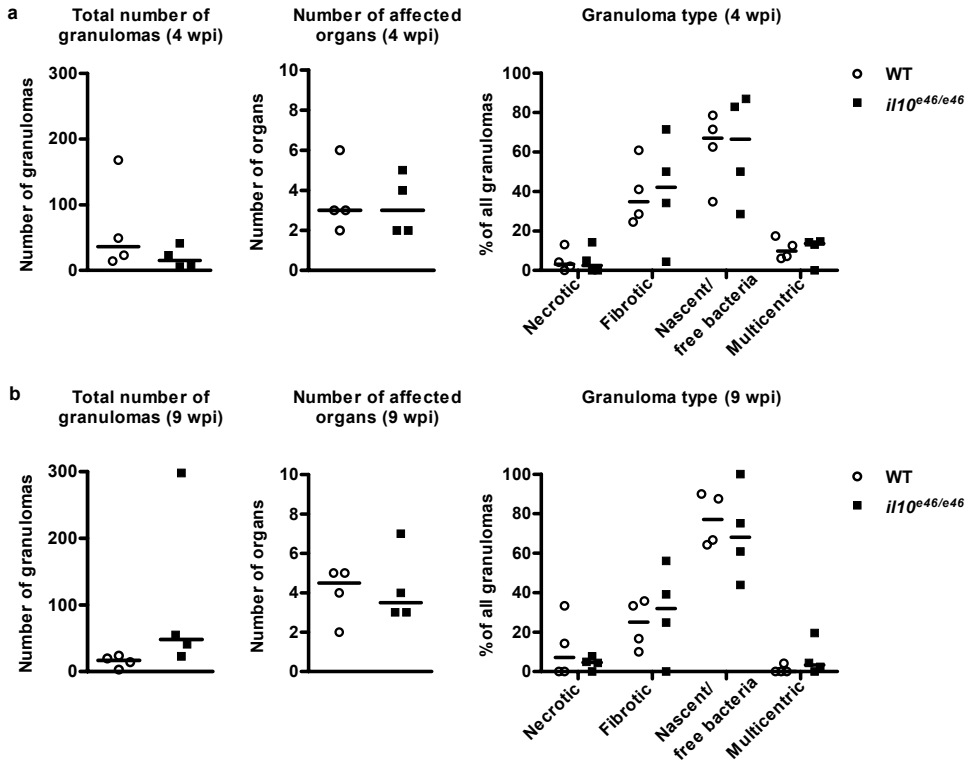 a
Total number of
granulomas (4 wpi)
Number of granulomas
300
200
100
0
Number of affected
organs (4 wpi)
Number of organs
10
8
6
4
2
0
Granuloma type (4 wpi)
% of all granulomas
100
80
60
40
20
0
Necrotic
Fibrotic
Nascent/
free bacteria
Multicentric
WT
il10e46/e46
b
Total number of
granulomas (9 wpi)
Number of granulomas
300
200
100
0
Number of affected
organs (9 wpi)
Number of organs
10
8
6
4
2
0
Granuloma type (9 wpi)
% of all granulomas
100
80
60
40
20
0
Necrotic
Fibrotic
Nascent/
free bacteria
Multicentric
WT
il10e46/e46